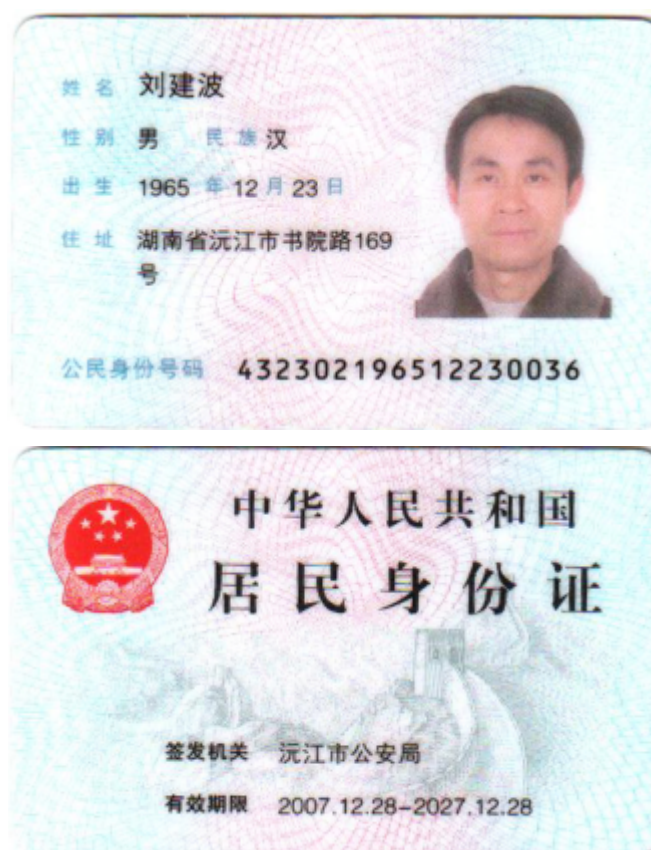 姓名 刘建波
性别 男 民族 汉
出生 1965 年 12 月 23 日
住址 湖南省沅江市书院路169
号
公民身份号码 432302196512230036
中华人民共和国
居民身份证
签发机关 沅江市公安局
有效期限 2007.12.28-2027.12.28